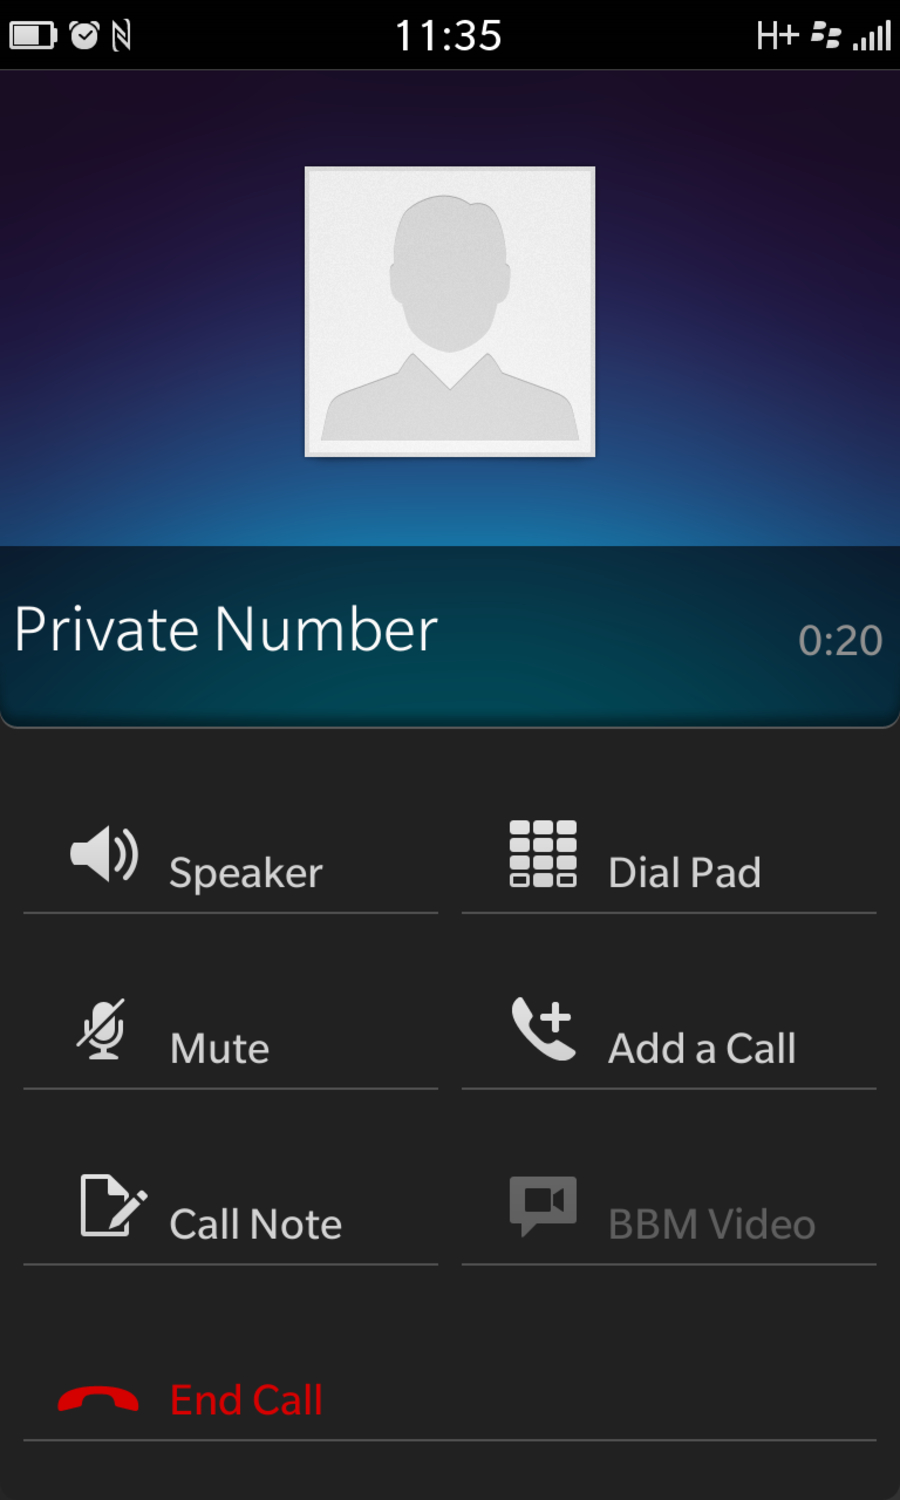 11:35
H+
Private Number
0:20
Speaker
Dial Pad
Mute
Add a Call
Call Note
BBM Video
End Call